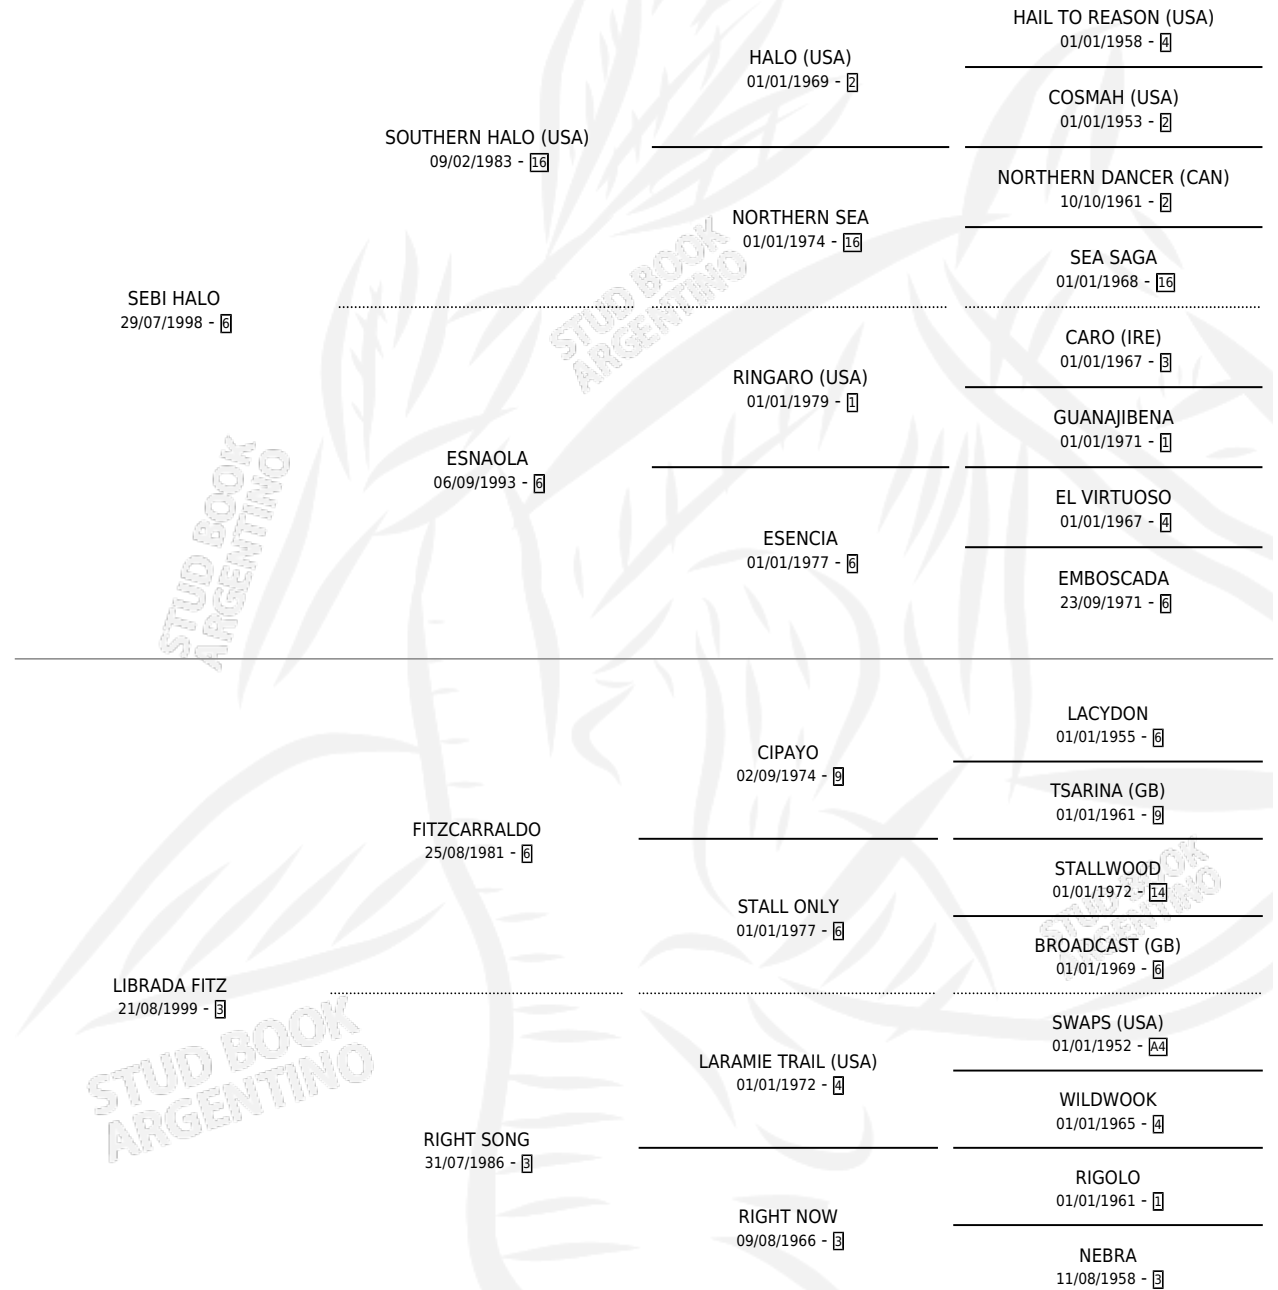 HAIL TO REASON (USA)
01/01/1958 - 4
HALO (USA)
01/01/1969 - 2
COSMAH (USA)
01/01/1953 - 2
SOUTHERN HALO (USA)
09/02/1983 - 16
NORTHERN DANCER (CAN)
10/10/1961 - 2
NORTHERN SEA
01/01/1974 - 16
SEA SAGA
01/01/1968 - 16
SEBI HALO
29/07/1998 - 6
STUD BOOK
ARGENTINO
CARO (IRE)
01/01/1967 - 3
RINGARO (USA)
01/01/1979 - 1
GUANAJIBENA
01/01/1971 - 1
ESNAOLA
06/09/1993 - 6
EL VIRTUOSO
01/01/1967 - 4
ESENCIA
01/01/1977 - 6
EMBOSCADA
23/09/1971 - 6
STUD BOOK
ARGENTINO
LACYDON
01/01/1955 - 6
CIPAYO
02/09/1974 - 9
TSARINA (GB)
01/01/1961 - 9
FITZCARRALDO
25/08/1981 - 6
STALLWOOD
01/01/1972 - 14
STALL ONLY
01/01/1977 - 6
BROADCAST (GB)
01/01/1969 - 6
STUD BOOK
ARGENTINO
LIBRADA FITZ
21/08/1999 - 3
SWAPS (USA)
01/01/1952 - A4
LARAMIE TRAIL (USA)
01/01/1972 - 4
WILDWOOK
01/01/1965 - 4
STUD BOOK
ARGENTINO
RIGHT SONG
31/07/1986 - 3
RIGOLO
01/01/1961 - 1
RIGHT NOW
09/08/1966 - 3
NEBRA
11/08/1958 - 3